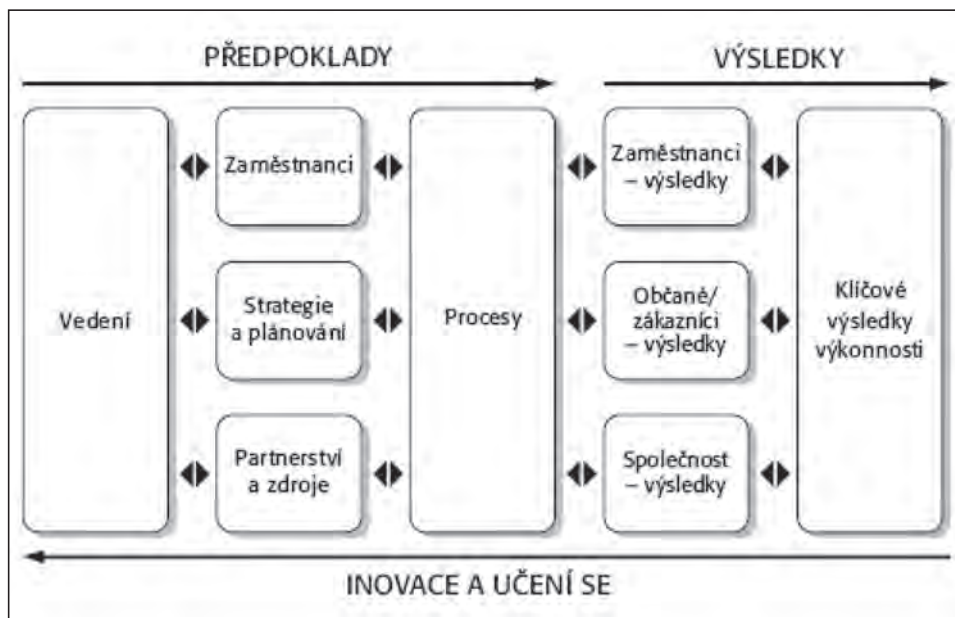 PŘEDPOKLADY
VÝSLEDKY
Vedení
Zaměstnanci
Strategie
a plánování
Partnerství
a zdroje
Procesy
Zaměstnanci
– výsledky
Občané/
zákazníci
– výsledky
Společnost
– výsledky
Klíčové
výsledky
výkonnosti
INOVACE A UČENÍ SE